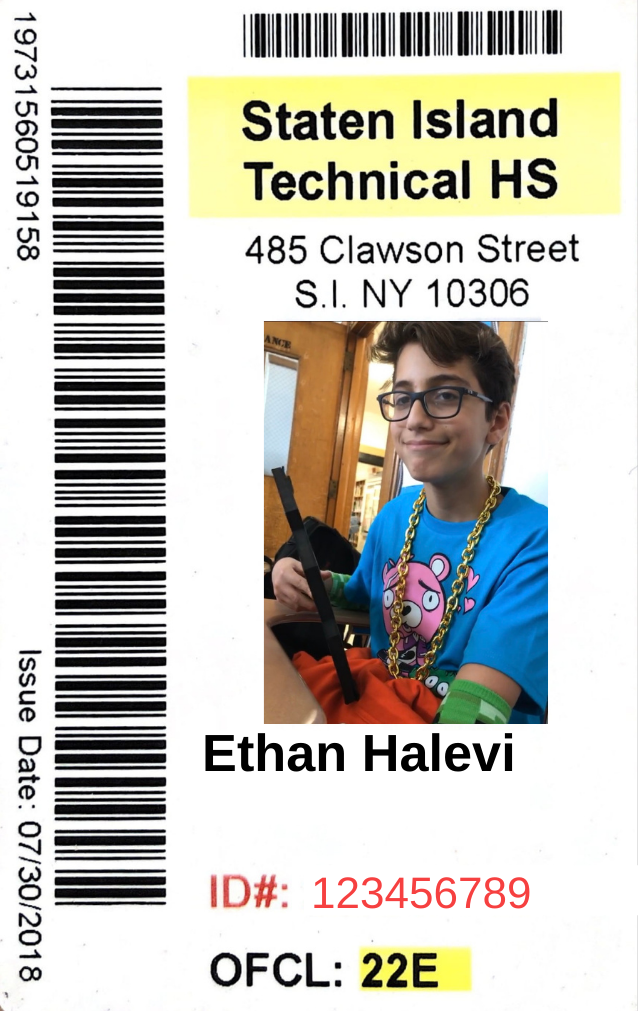 19731560519158
Staten Island
Technical HS
485 Clawson Street
S.I. NY 10306
ANCE
Ethan Halevi
ID#: 123456789
OFCL: 22E
Issue Date: 07/30/2018